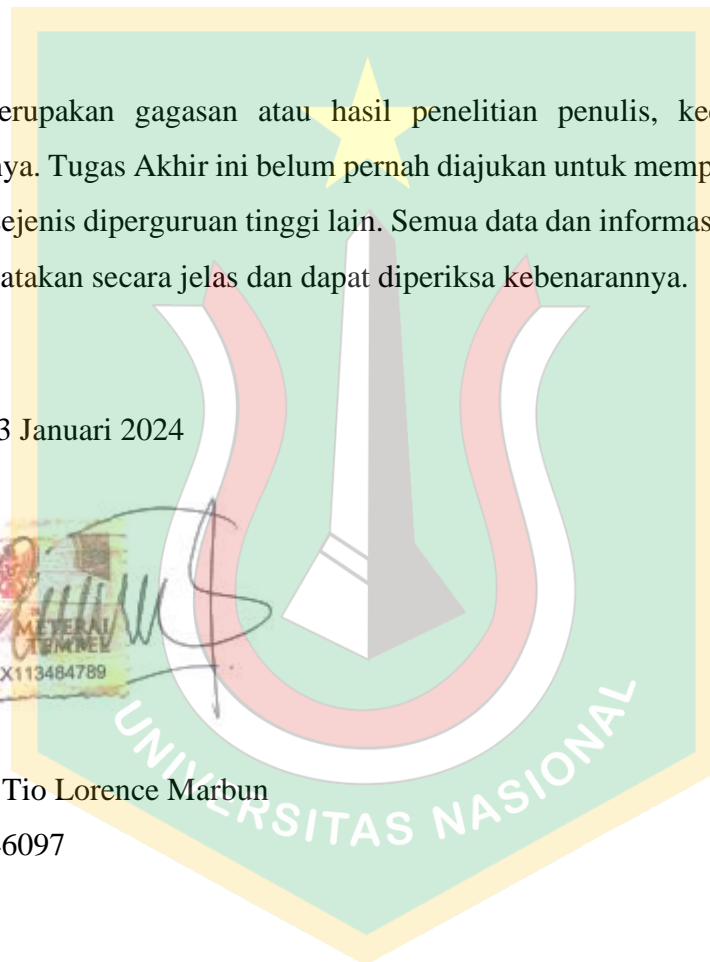 erupakan gagasan atau hasil penelitian penulis, ke
nya. Tugas Akhir ini belum pernah diajukan untuk memp
sejenis diperguruan tinggi lain. Semua data dan informas
atakan secara jelas dan dapat diperiksa kebenarannya.
3 Januari 2024
METERAI
TEMPEL
X113484789
Tio Lorence Marbun
6097
UNIVERSITAS NASIONAL